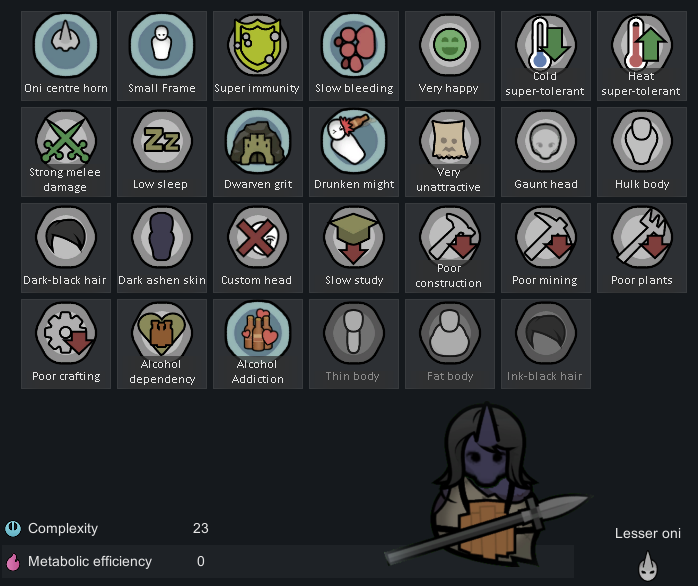 Oni centre horn
Small Frame
Super immunity
Slow bleeding
Very happy
Cold
super-tolerant
Heat
super-tolerant
Strong melee
damage
Zz
Low sleep
Dwarven grit
Drunken might
Very
unattractive
Gaunt head
Hulk body
Dark-black hair
Dark ashen skin
Custom head
Slow study
Poor
construction
Poor mining
Poor plants
Poor crafting
Alcohol
dependency
Alcohol
Addiction
Thin body
Fat body
Ink-black hair
Complexity 23
Metabolic efficiency 0
Lesser oni